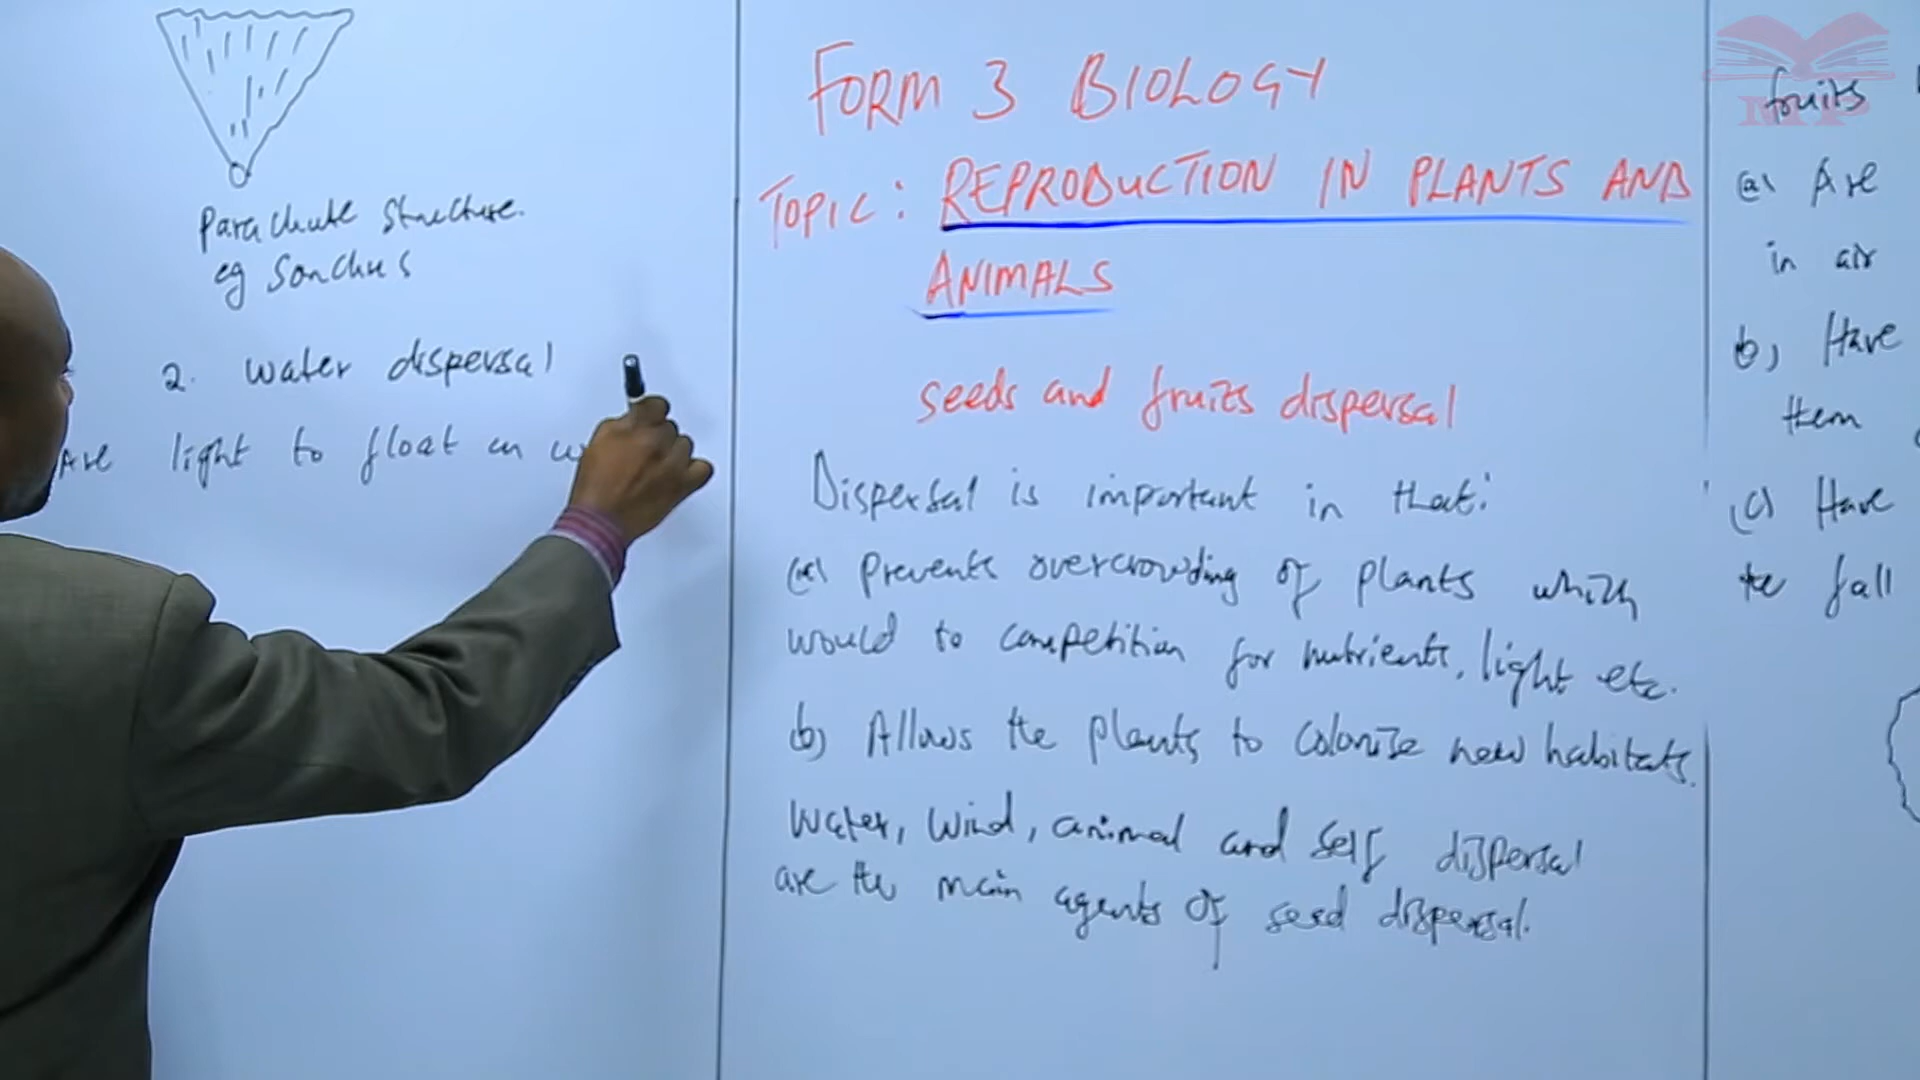 Parachute structure.
eg Sonchus
2. water dispersal
Are light to float on w
FORM 3 BIOLOGY
TOPIC: REPRODUCTION IN PLANTS AND
ANIMALS
seeds and fruits dispersal
Dispersal is important in that:
(a) Prevents overcrowding of plants which
would to competition for nutrients, light etc.
b) Allows the plants to colonize new habitats.
Water, Wind, animal and self dispersal
are the main agents of seed dispersal.
fruits
(a) Are
in air
b) Have
them
(c) Have
the fall
MP